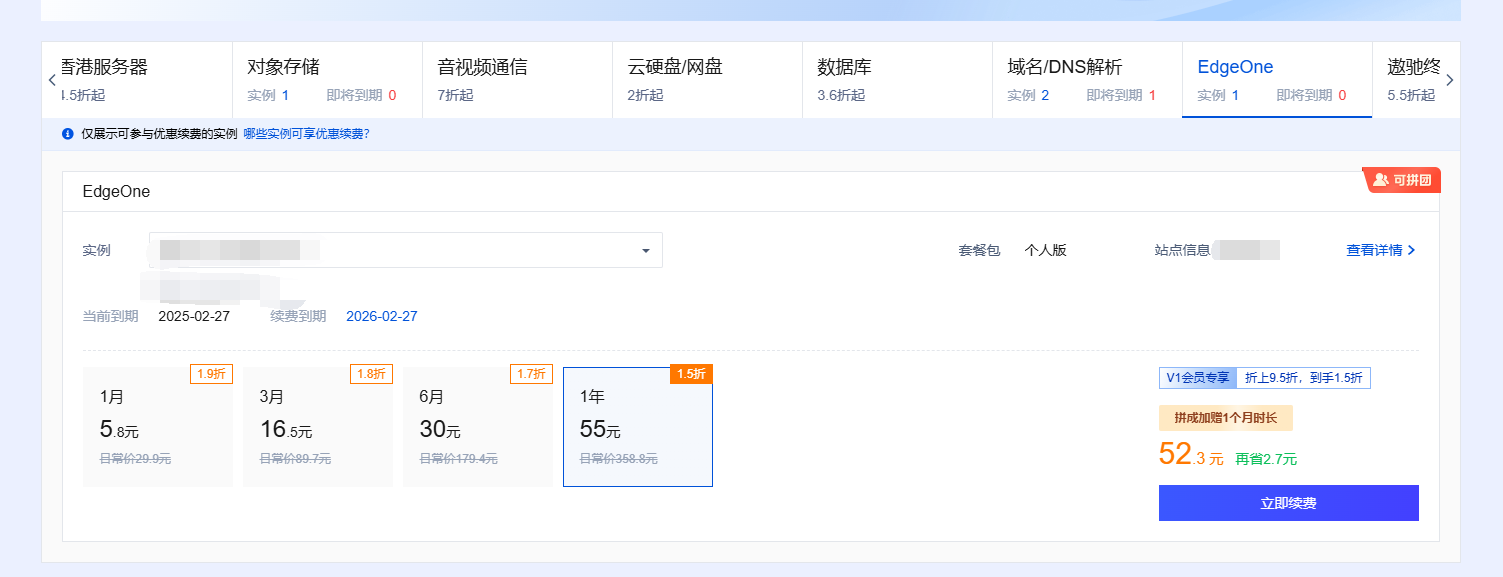 香港服务器
4.5折起
对象存储
实例 1 即将到期 0
音视频通信
7折起
云硬盘/网盘
2折起
数据库
3.6折起
域名/DNS解析
实例 2 即将到期 1
EdgeOne
实例 1 即将到期 0
遨驰终
5.5折起
仅展示可参与优惠续费的实例 哪些实例可享优惠续费?
EdgeOne
可拼团
实例
套餐包 个人版
站点信息
查看详情
当前到期 2025-02-27 续费到期 2026-02-27
1.9折
1月
5.8元
日常价29.9元
1.8折
3月
16.5元
日常价89.7元
1.7折
6月
30元
日常价179.4元
1.5折
1年
55元
日常价358.8元
V1会员专享 折上9.5折，到手1.5折
拼成加赠1个月时长
52.3 元 再省2.7元
立即续费